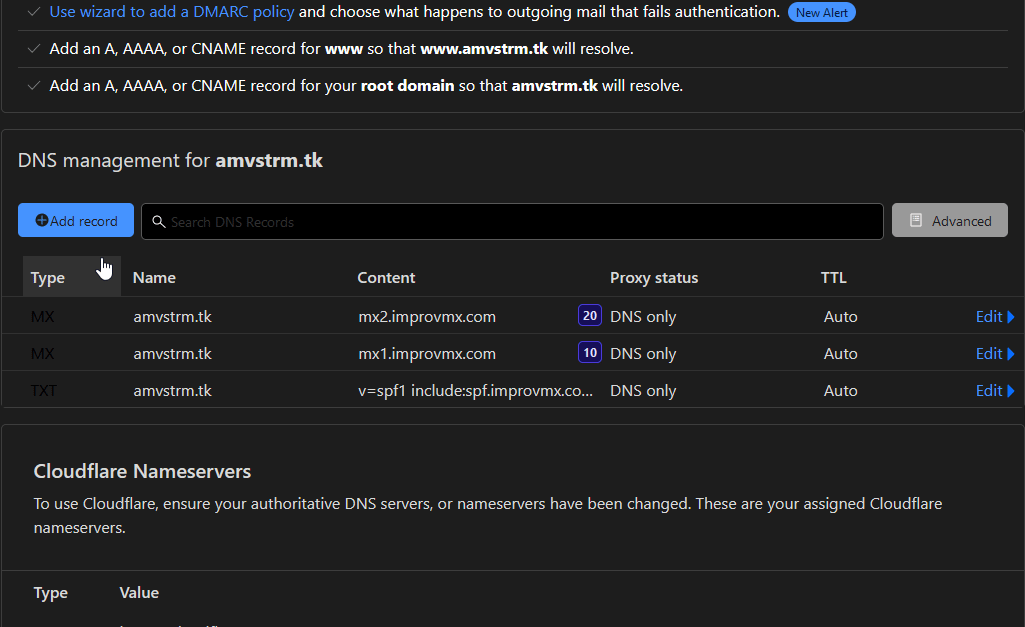 Use wizard to add a DMARC policy and choose what happens to outgoing mail that fails authentication. New Alert
Add an A, AAAA, or CNAME record for www so that www.amvstrm.tk will resolve.
Add an A, AAAA, or CNAME record for your root domain so that amvstrm.tk will resolve.
DNS management for amvstrm.tk
Add record Search DNS Records Advanced
Type Name Content Proxy status TTL
MX amvstrm.tk mx2.improvmx.com 20 DNS only Auto Edit
MX amvstrm.tk mx1.improvmx.com 10 DNS only Auto Edit
TXT amvstrm.tk v=spf1 include:spf.improvmx.co... DNS only Auto Edit
Cloudflare Nameservers
To use Cloudflare, ensure your authoritative DNS servers, or nameservers have been changed. These are your assigned Cloudflare
nameservers.
Type Value